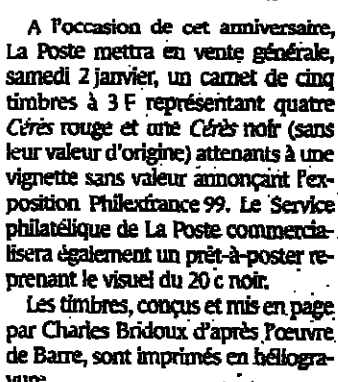 A l'occasion de cet anniversaire,
La Poste mettra en vente générale,
samedi 2 janvier, un carnet de cinq
timbres à 3 F représentant quatre
Cérès rouge et une Cérès noir (sans
leur valeur d'origine) attenants à une
vignette sans valeur annonçant l'ex-
position Philexfrance 99. Le Service
philatélique de La Poste commercia-
lisera également un prêt-à-poster re-
prenant le visuel du 20 c noir.
Les timbres, conçus et mis en page
par Charles Bridoux d'après l'œuvre
de Barre, sont imprimés en héliogra-
vure.